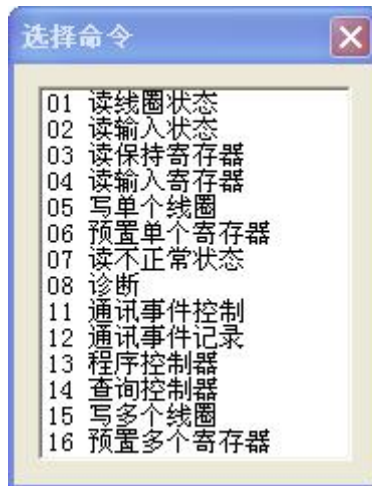 选择命令
01 读线圈状态
02 读输入状态
03 读保持寄存器
04 读输入寄存器
05 写单个线圈
06 预置单个寄存器
07 读不正常状态
08 诊断
11 通讯事件控制
12 通讯事件记录
13 程序控制器
14 查询控制器
15 写多个线圈
16 预置多个寄存器